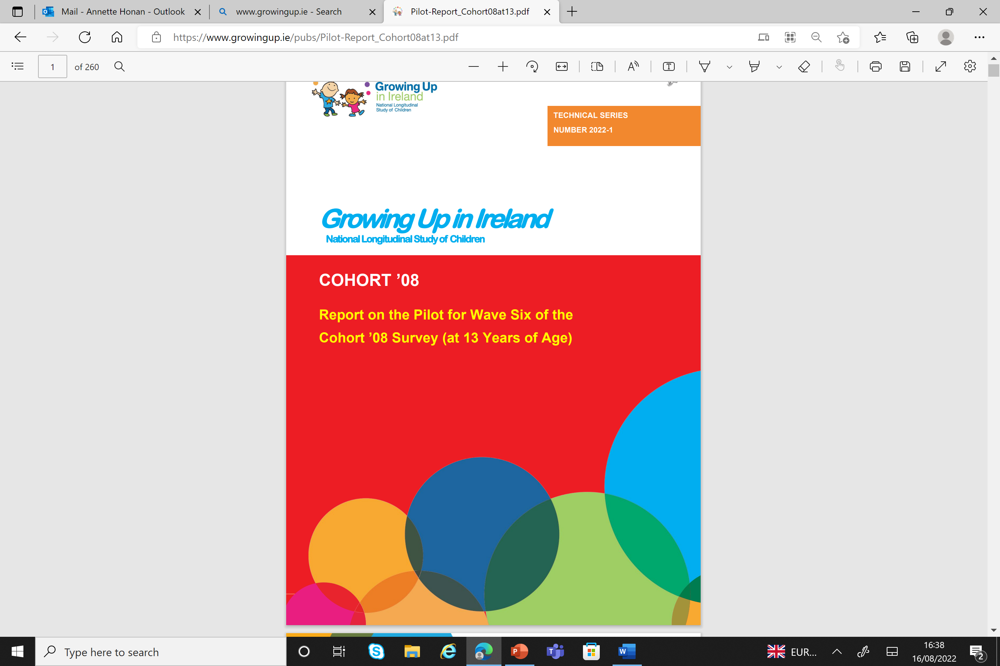 Mail - Annette Honan - Outlook
www.growingup.ie - Search
Pilot-Report_Cohort08at13.pdf
https://www.growingup.ie/pubs/Pilot-Report_Cohort08at13.pdf
1 of 260
Growing Up
in Ireland
National Longitudinal
Study of Children
TECHNICAL SERIES
NUMBER 2022-1
Growing Up in Ireland
National Longitudinal Study of Children
COHORT ’08
Report on the Pilot for Wave Six of the
Cohort ’08 Survey (at 13 Years of Age)
Type here to search
EUR...
16:38
16/08/2022
2